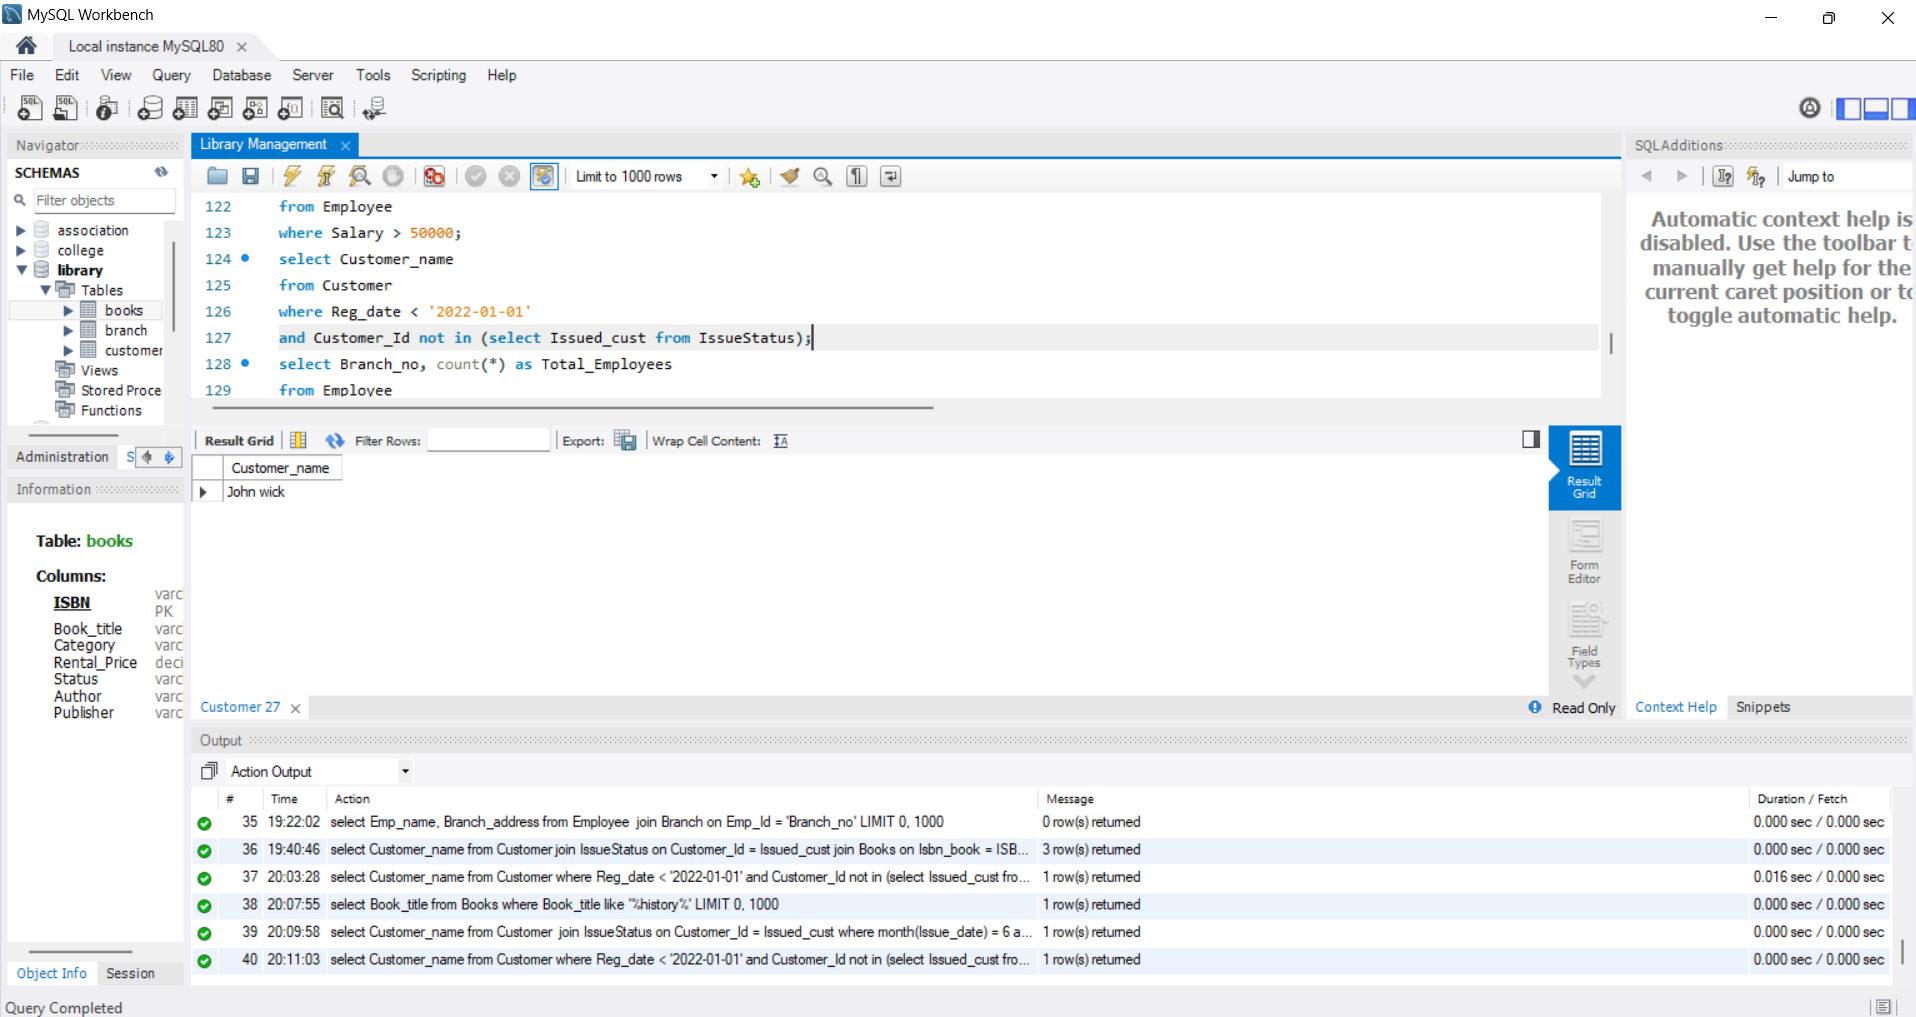 MySQL Workbench
Local instance MySQL80
File Edit View Query Database Server Tools Scripting Help
Navigator
SCHEMAS
Filter objects
association
college
library
Tables
books
branch
customer
Views
Stored Proce
Functions
Administration S
Information
Table: books
Columns:
ISBN varc
PK
Book_title varc
Category varc
Rental_Price deci
Status varc
Author varc
Publisher varc
Object Info Session
Query Completed
Library Management
Limit to 1000 rows
122 from Employee
123 where Salary > 50000;
124 select Customer_name
125 from Customer
126 where Reg_date < '2022-01-01'
127 and Customer_Id not in (select Issued_cust from IssueStatus);
128 select Branch_no, count(*) as Total_Employees
129 from Employee
Result Grid Filter Rows: Export: Wrap Cell Content:
Customer_name
John wick
Result
Grid
Form
Editor
Field
Types
Customer 27
Read Only
SQLAdditions
Jump to
Automatic context help is
disabled. Use the toolbar t
manually get help for the
current caret position or to
toggle automatic help.
Context Help Snippets
Output
Action Output
# Time Action Message Duration / Fetch
35 19:22:02 select Emp_name, Branch_address from Employee join Branch on Emp_Id = 'Branch_no' LIMIT 0, 1000 0 row(s) returned 0.000 sec / 0.000 sec
36 19:40:46 select Customer_name from Customer join IssueStatus on Customer_Id = Issued_cust join Books on Isbn_book = ISB... 3 row(s) returned 0.000 sec / 0.000 sec
37 20:03:28 select Customer_name from Customer where Reg_date < '2022-01-01' and Customer_Id not in (select Issued_cust fro... 1 row(s) returned 0.016 sec / 0.000 sec
38 20:07:55 select Book_title from Books where Book_title like '%history%' LIMIT 0, 1000 1 row(s) returned 0.000 sec / 0.000 sec
39 20:09:58 select Customer_name from Customer join IssueStatus on Customer_Id = Issued_cust where month(Issue_date) = 6 a... 1 row(s) returned 0.000 sec / 0.000 sec
40 20:11:03 select Customer_name from Customer where Reg_date < '2022-01-01' and Customer_Id not in (select Issued_cust fro... 1 row(s) returned 0.000 sec / 0.000 sec